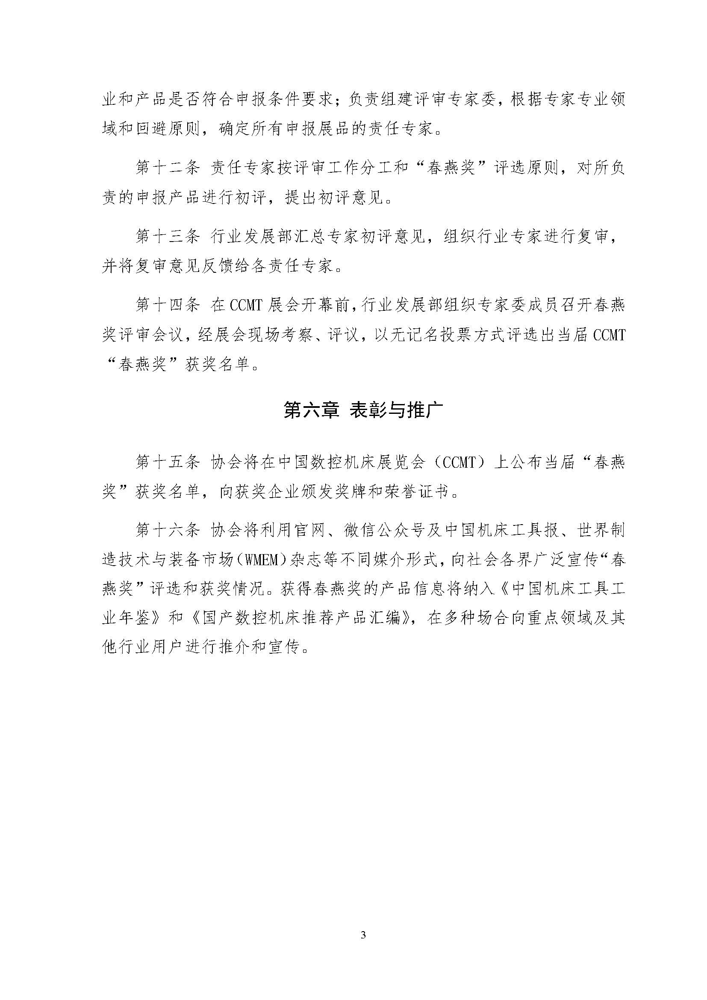 业和产品是否符合申报条件要求；负责组建评审专家委，根据专家专业领
域和回避原则，确定所有申报展品的责任专家。
第十二条 责任专家按评审工作分工和“春燕奖”评选原则，对所负
责的申报产品进行初评，提出初评意见。
第十三条 行业发展部汇总专家初评意见，组织行业专家进行复审，
并将复审意见反馈给各责任专家。
第十四条 在 CCMT 展会开幕前，行业发展部组织专家委成员召开春燕
奖评审会议，经展会现场考察、评议，以无记名投票方式评选出当届 CCMT
“春燕奖”获奖名单。
第六章 表彰与推广
第十五条 协会将在中国数控机床展览会（CCMT）上公布当届“春燕
奖”获奖名单，向获奖企业颁发奖牌和荣誉证书。
第十六条 协会将利用官网、微信公众号及中国机床工具报、世界制
造技术与装备市场（WMEM）杂志等不同媒介形式，向社会各界广泛宣传“春
燕奖”评选和获奖情况。获得春燕奖的产品信息将纳入《中国机床工具工
业年鉴》和《国产数控机床推荐产品汇编》，在多种场合向重点领域及其
他行业用户进行推介和宣传。
3